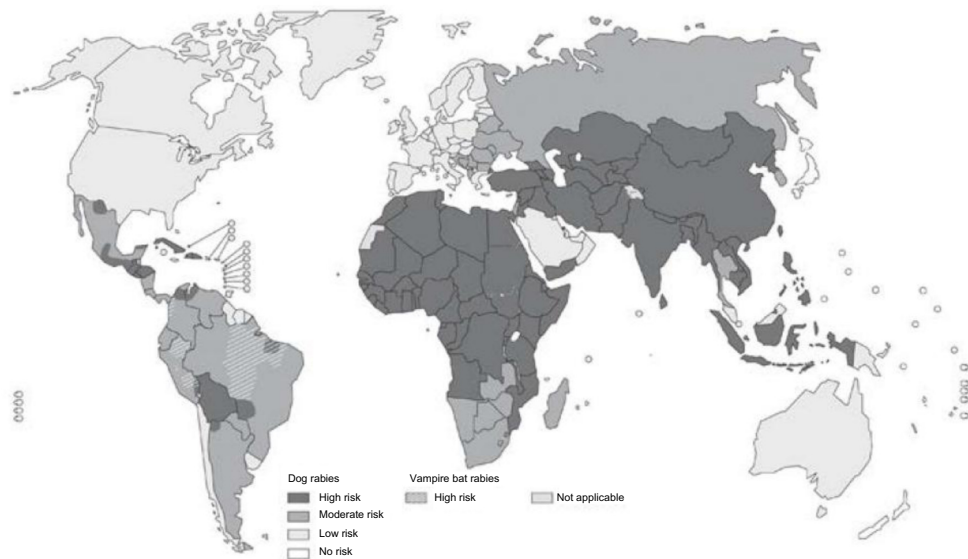 Dog rabies
Vampire bat rabies
High risk
High risk
Not applicable
Moderate risk
Low risk
No risk